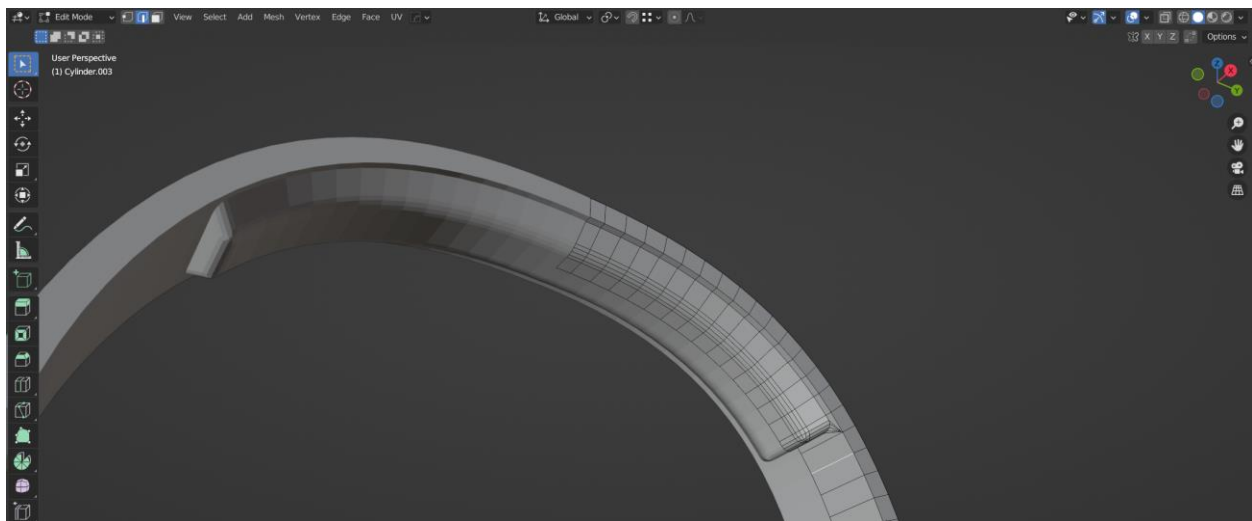 Edit Mode View Select Add Mesh Vertex Edge Face UV Global
X Y Z Options
User Perspective
(1) Cylinder.003
Z
X
Y